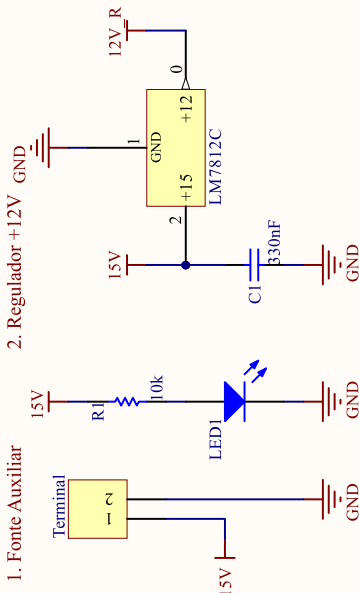 1. Fonte Auxiliar
Terminal
1
2
15V
GND
15V
R1
10k
LED1
GND
2. Regulador +12V
15V
C1
330nF
GND
2
+15
LM7812C
GND
1
GND
+12
0
12V_R